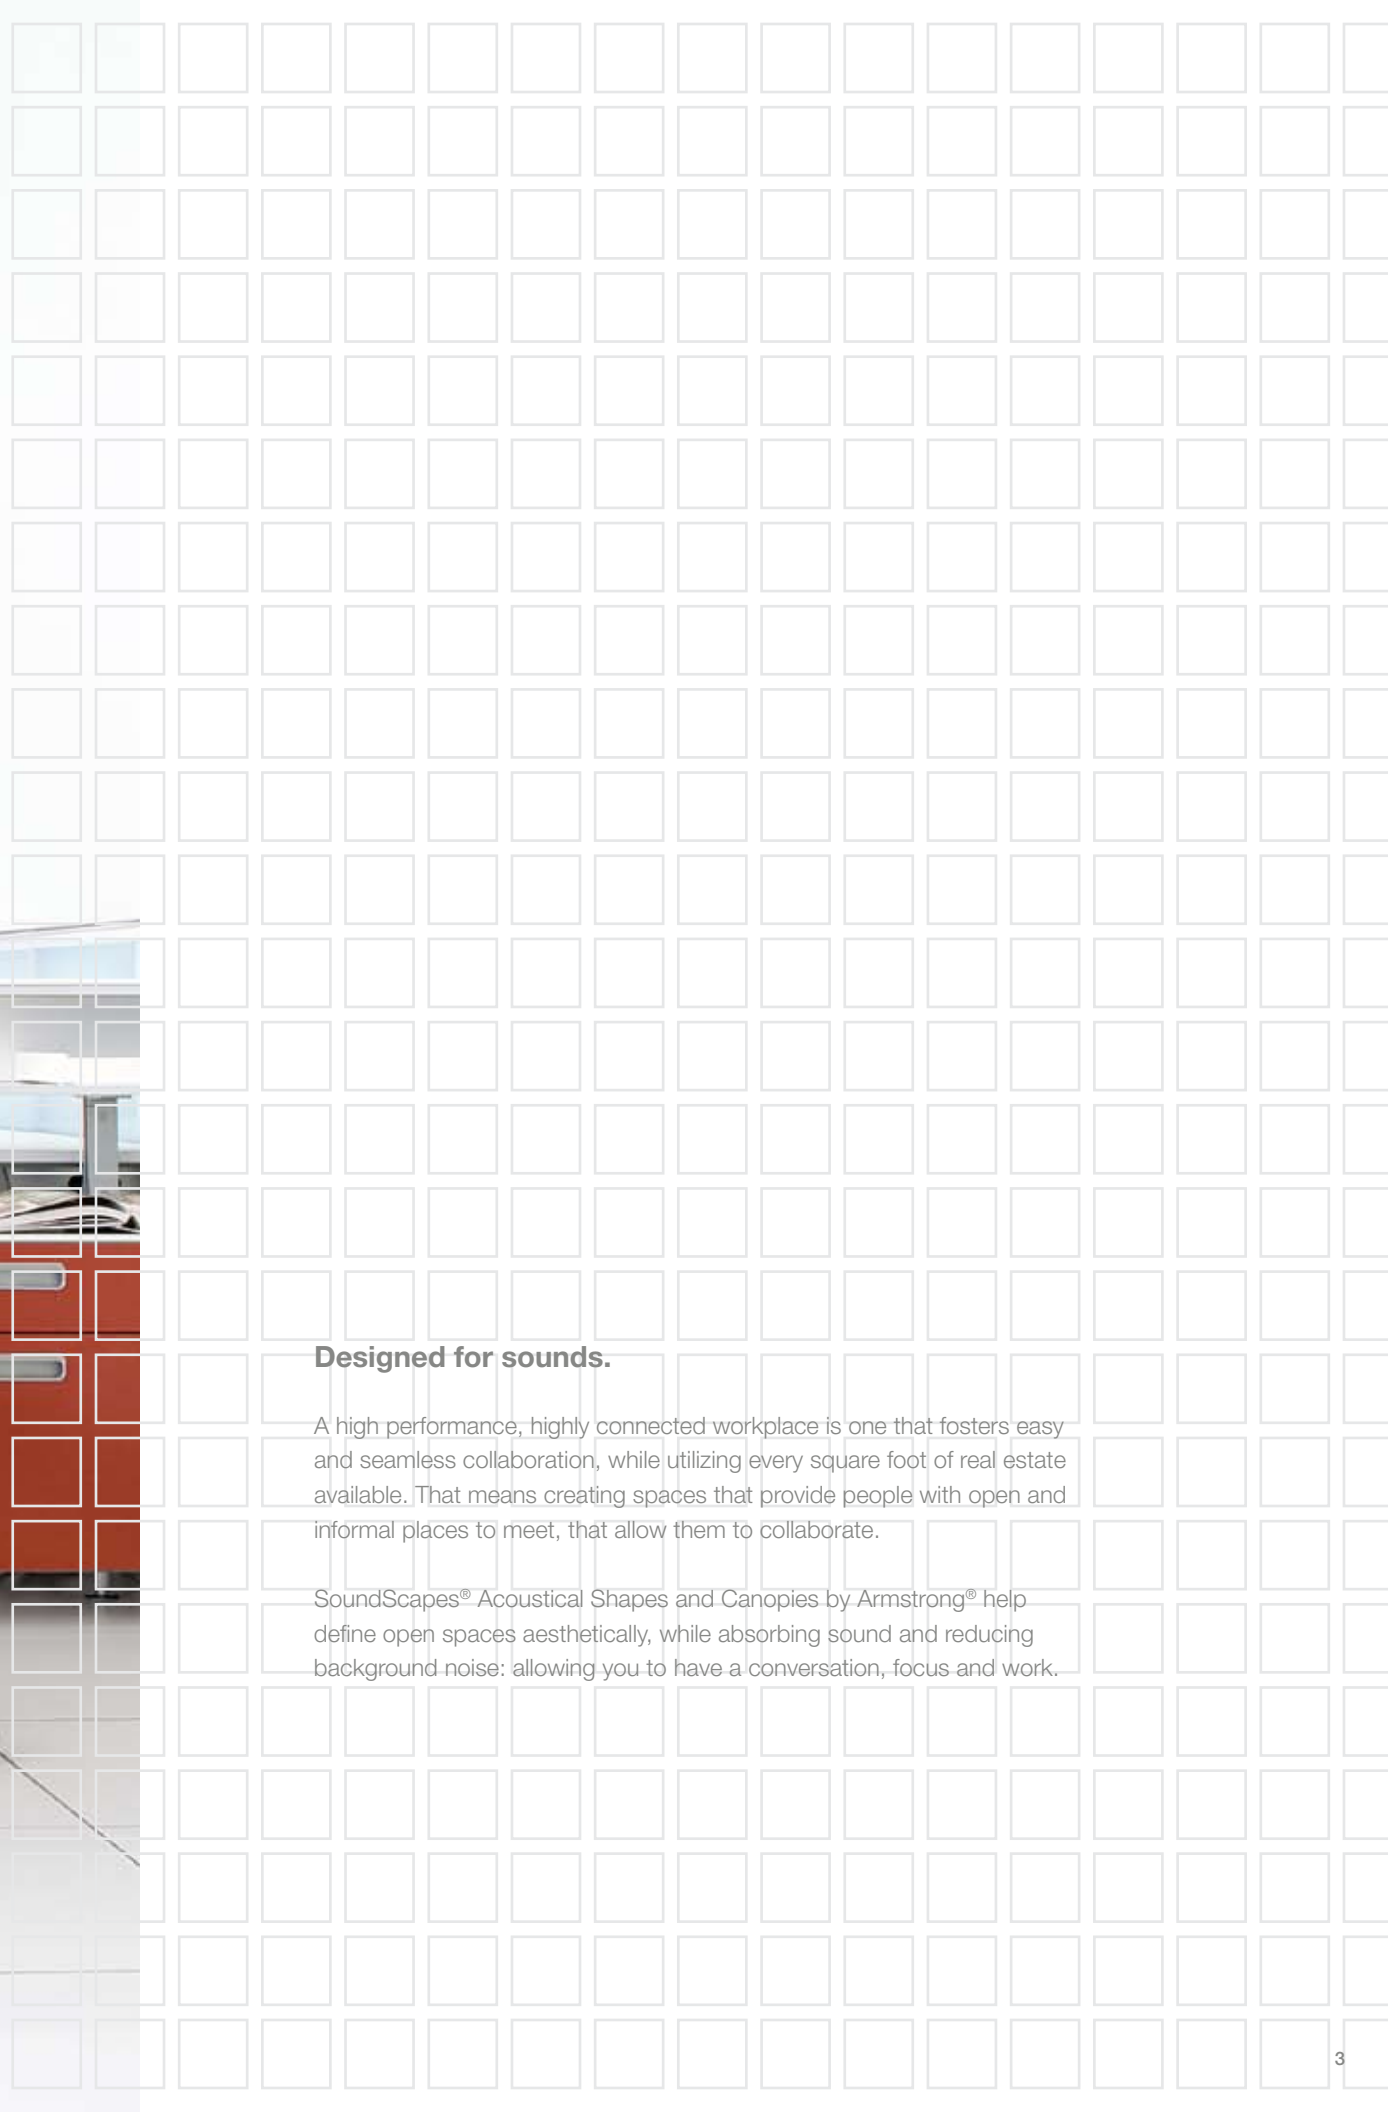 Designed for sounds.
A high performance, highly connected workplace is one that fosters easy
and seamless collaboration, while utilizing every square foot of real estate
available. That means creating spaces that provide people with open and
informal places to meet, that allow them to collaborate.
SoundScapes® Acoustical Shapes and Canopies by Armstrong® help
define open spaces aesthetically, while absorbing sound and reducing
background noise: allowing you to have a conversation, focus and work.
3